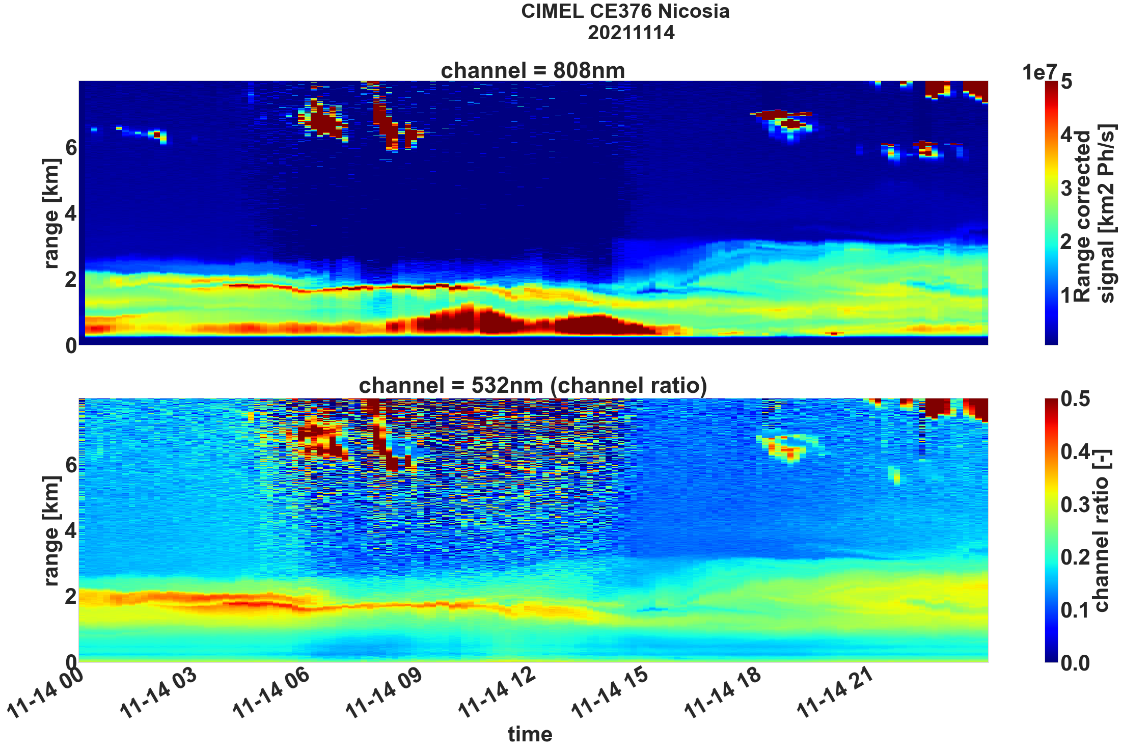 CIMEL CE376 Nicosia
20211114
channel = 808nm
1e7
range [km]
6
4
2
0
5
4
3
2
1
Range corrected
signal [km2 Ph/s]
channel = 532nm (channel ratio)
range [km]
6
4
2
0
0.5
0.4
0.3
0.2
0.1
0.0
channel ratio [-]
11-14 00
11-14 03
11-14 06
11-14 09
11-14 12
11-14 15
11-14 18
11-14 21
time